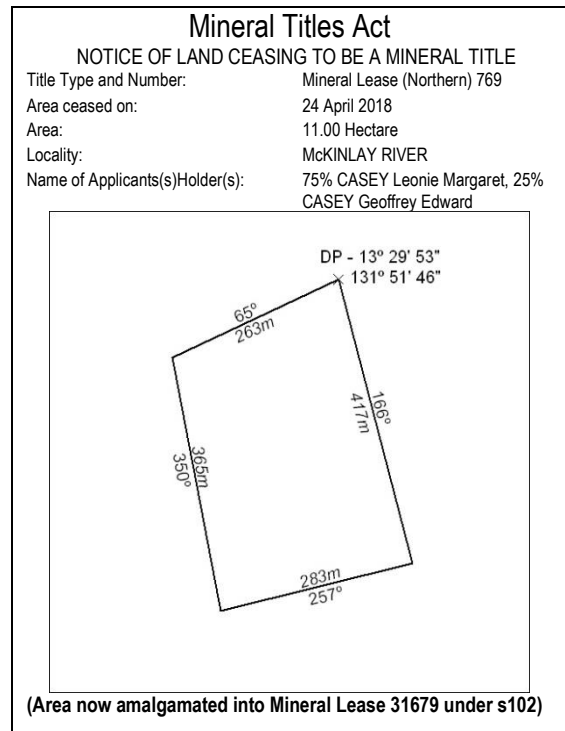 Mineral Titles Act
NOTICE OF LAND CEASING TO BE A MINERAL TITLE
Title Type and Number: Mineral Lease (Northern) 769
Area ceased on: 24 April 2018
Area: 11.00 Hectare
Locality: McKINLAY RIVER
Name of Applicants(s)Holder(s): 75% CASEY Leonie Margaret, 25%
CASEY Geoffrey Edward
DP - 13º 29' 53"
131º 51' 46"
65º
263m
166º
417m
365m
350º
283m
257º
(Area now amalgamated into Mineral Lease 31679 under s102)